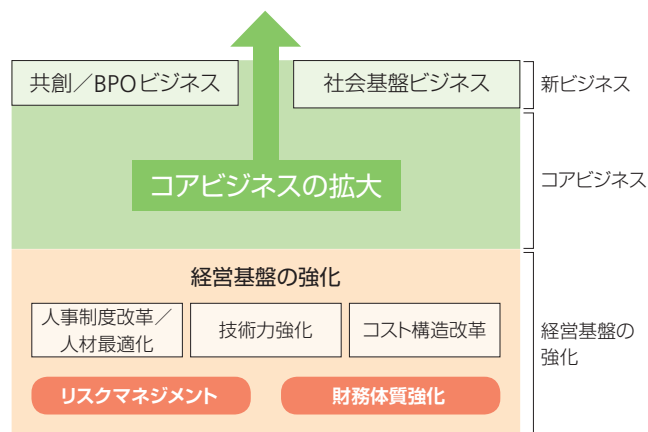 共創／BPOビジネス
社会基盤ビジネス
新ビジネス
コアビジネスの拡大
コアビジネス
経営基盤の強化
人事制度改革／
人材最適化
技術力強化
コスト構造改革
経営基盤の
強化
リスクマネジメント
財務体質強化